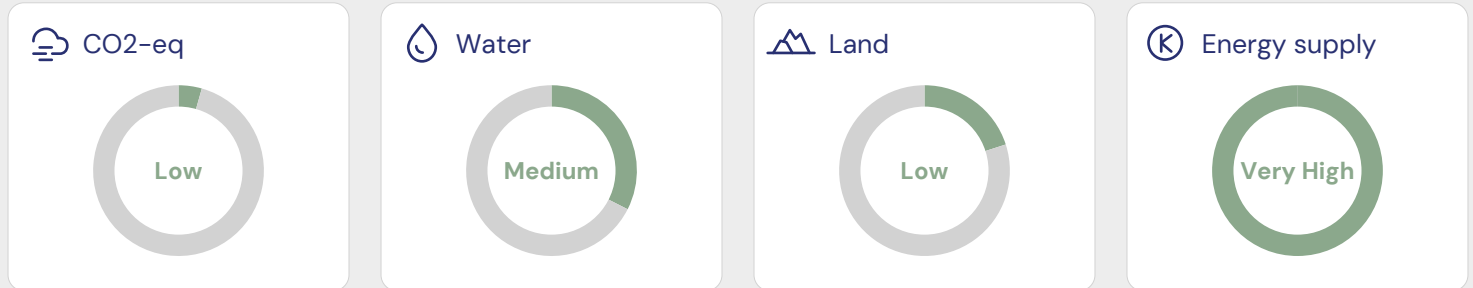 CO2-eq
Low
Water
Medium
Land
Low
Energy supply
Very High